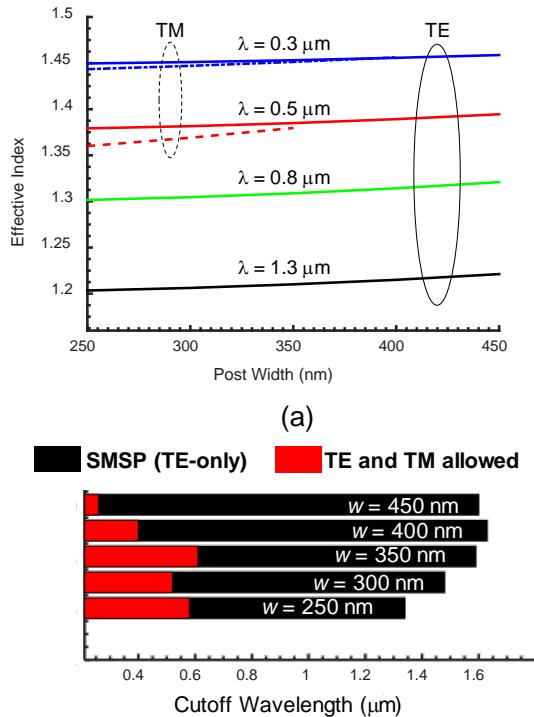 1.5
TM
TE
λ = 0.3 μm
1.45
1.4
λ = 0.5 μm
1.35
Effective Index
λ = 0.8 μm
1.3
1.25
λ = 1.3 μm
1.2
250
300
350
400
450
Post Width (nm)
(a)
SMSP (TE-only)
TE and TM allowed
w = 450 nm
w = 400 nm
w = 350 nm
w = 300 nm
w = 250 nm
0.4
0.6
0.8
1
1.2
1.4
1.6
Cutoff Wavelength (μm)